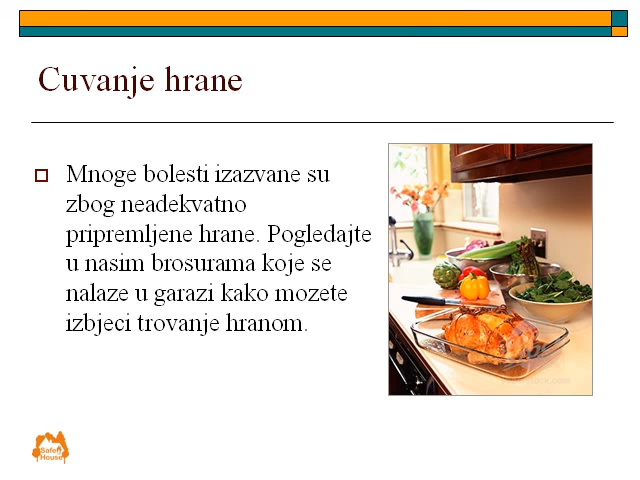 Cuvanje hrane
Mnoge bolesti izazvane su
zbog neadekvatno
pripremljene hrane. Pogledajte
u nasim brosurama koje se
nalaze u garazi kako mozete
izbjeci trovanje hranom.
Safe
House